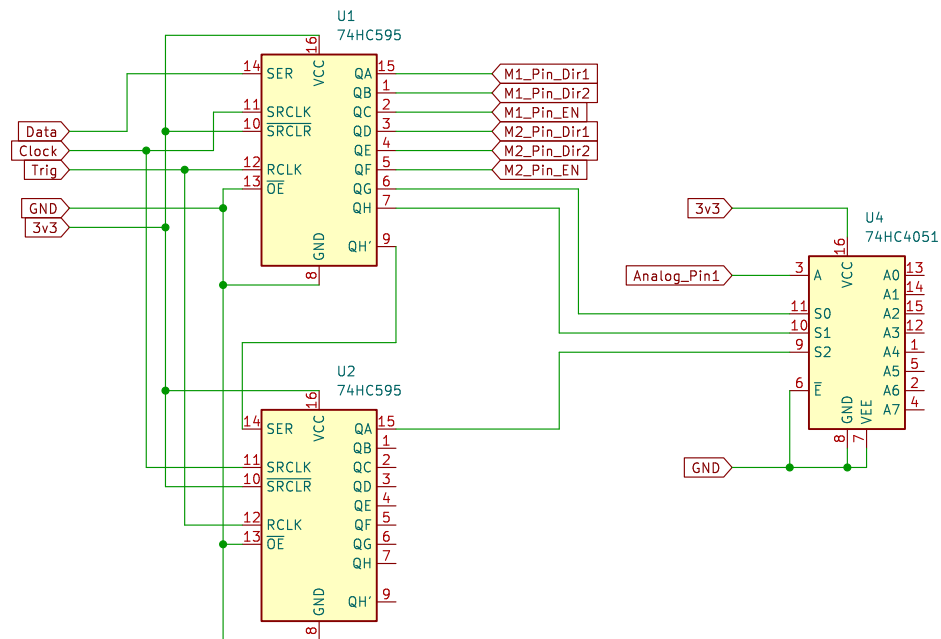 U1
74HC595
16
VCC
14 SER QA 15
QB 1
11 SRCLK QC 2
10 SRCLR QD 3
QE 4
12 RCLK QF 5
13 OE QG 6
QH 7
GND QH' 9
8
M1_Pin_Dir1
M1_Pin_Dir2
M1_Pin_EN
M2_Pin_Dir1
M2_Pin_Dir2
M2_Pin_EN
Data
Clock
Trig
GND
3v3
U2
74HC595
16
VCC
14 SER QA 15
QB 1
11 SRCLK QC 2
10 SRCLR QD 3
QE 4
12 RCLK QF 5
13 OE QG 6
QH 7
GND QH' 9
8
3v3
Analog_Pin1
GND
U4
74HC4051
16
VCC
A0 13
3 A A1 14
11 S0 A2 15
10 S1 A3 12
9 S2 A4 1
A5 5
6 E A6 2
A7 4
GND VEE
8 7